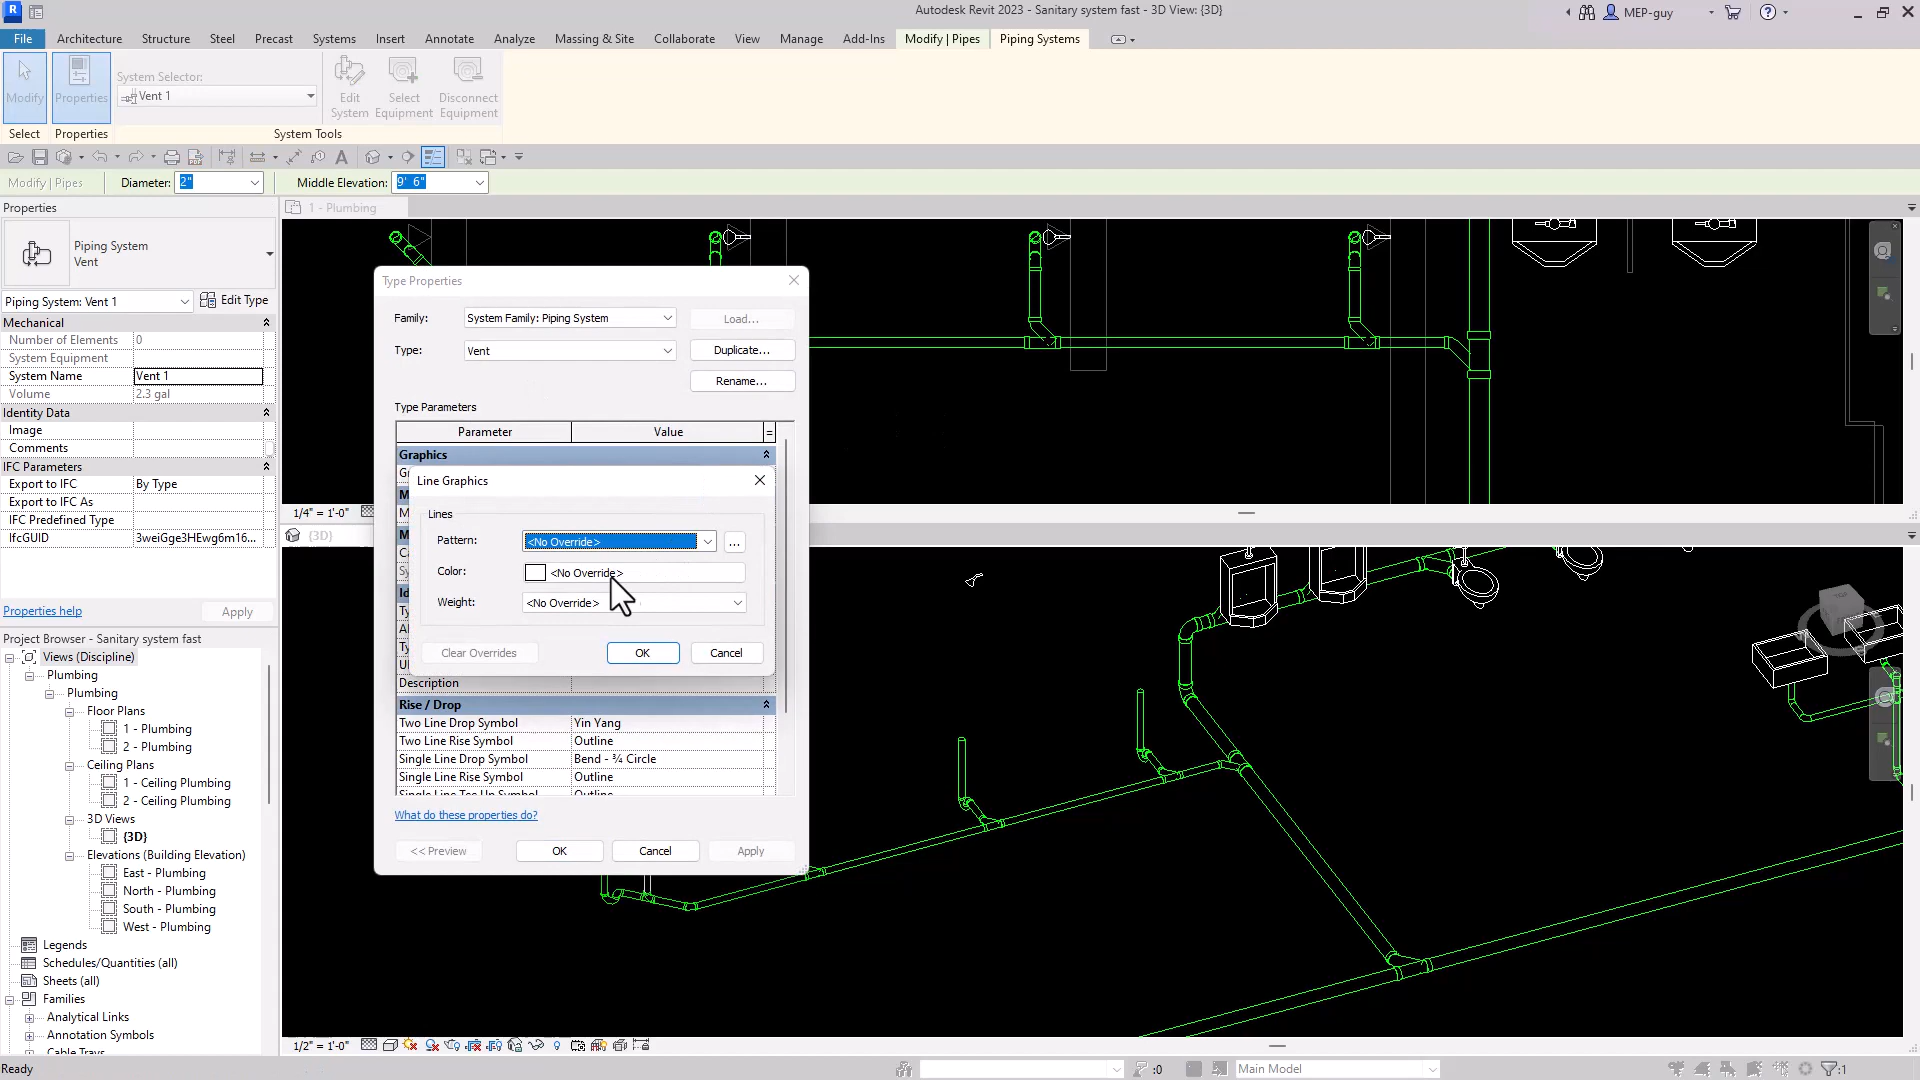 Autodesk Revit 2023 - Sanitary system fast - 3D View: {3D}
MEP-guy
File Architecture Structure Steel Precast Systems Insert Annotate Analyze Massing & Site Collaborate View Manage Add-Ins Modify | Pipes Piping Systems
System Selector:
Vent 1
Modify
Properties
Edit System
Select Equipment
Disconnect Equipment
Select
Properties
System Tools
Modify | Pipes
Diameter: 2"
Middle Elevation: 9' 6"
Properties
1 - Plumbing
Piping System
Vent
Piping System: Vent 1
Edit Type
Mechanical
Number of Elements 0
System Equipment
System Name Vent 1
Volume 2.3 gal
Identity Data
Image
Comments
IFC Parameters
Export to IFC By Type
Export to IFC As
IFC Predefined Type
IfcGUID 3weiGge3HEwg6m16...
Properties help
Apply
Project Browser - Sanitary system fast
Views (Discipline)
Plumbing
Plumbing
Floor Plans
1 - Plumbing
2 - Plumbing
Ceiling Plans
1 - Ceiling Plumbing
2 - Ceiling Plumbing
3D Views
{3D}
Elevations (Building Elevation)
East - Plumbing
North - Plumbing
South - Plumbing
West - Plumbing
Legends
Schedules/Quantities (all)
Sheets (all)
Families
Analytical Links
Annotation Symbols
Cable Trays
Type Properties
Family: System Family: Piping System
Load...
Type: Vent
Duplicate...
Rename...
Type Parameters
Parameter Value =
Graphics
Line Graphics
Lines
Pattern: <No Override> ...
Color: <No Override>
Weight: <No Override>
Clear Overrides
OK
Cancel
Description
Rise / Drop
Two Line Drop Symbol Yin Yang
Two Line Rise Symbol Outline
Single Line Drop Symbol Bend - ¾ Circle
Single Line Rise Symbol Outline
Single Line Tee Up Symbol Outline
What do these properties do?
<< Preview
OK
Cancel
Apply
1/4" = 1'-0"
{3D}
1/2" = 1'-0"
Ready
:0
Main Model
:1